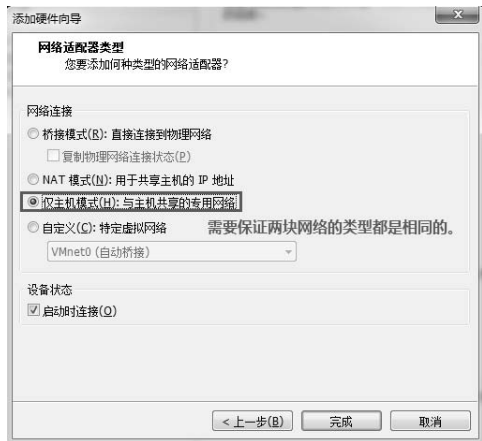 添加硬件向导
网络适配器类型
您要添加何种类型的网络适配器?
网络连接
桥接模式(R): 直接连接到物理网络
复制物理网络连接状态(P)
NAT 模式(N): 用于共享主机的 IP 地址
仅主机模式(H): 与主机共享的专用网络
自定义(C): 特定虚拟网络
需要保证两块网络的类型都是相同的。
VMnet0 (自动桥接)
设备状态
启动时连接(O)
< 上一步(B)
完成
取消